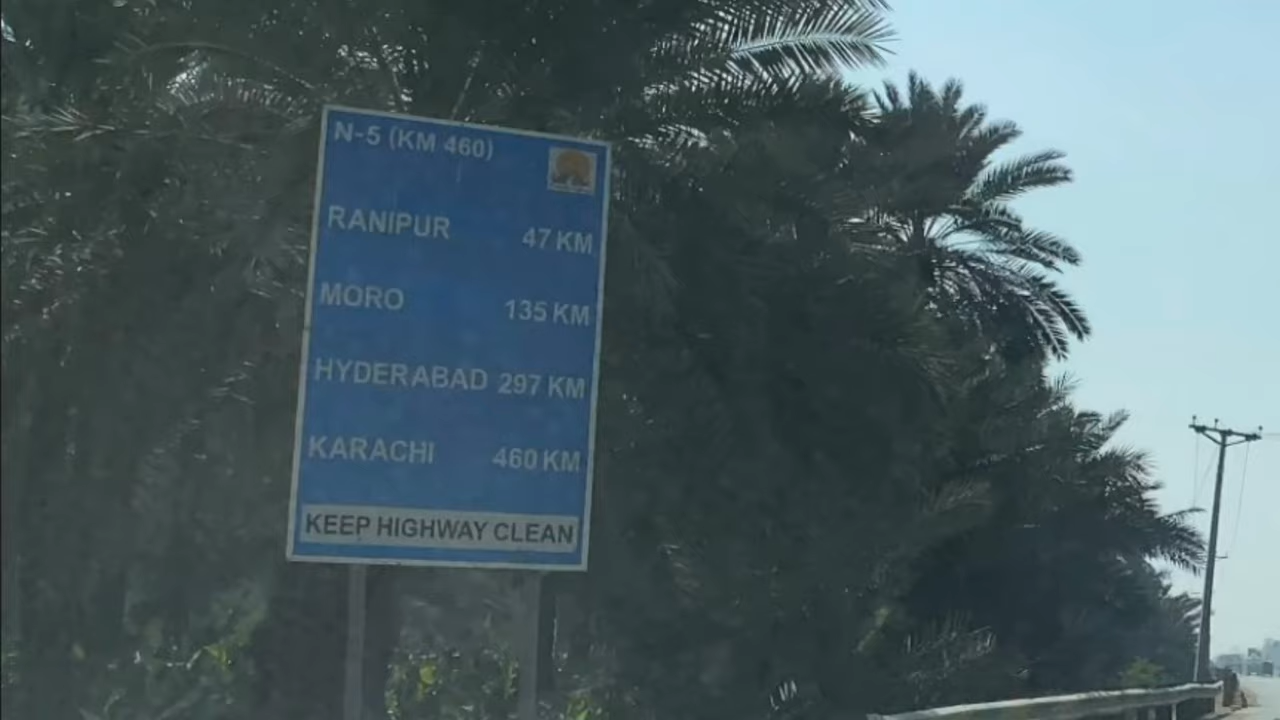 N-5 (KM 460)
RANIPUR 47 KM
MORO 135 KM
HYDERABAD 297 KM
KARACHI 460 KM
KEEP HIGHWAY CLEAN